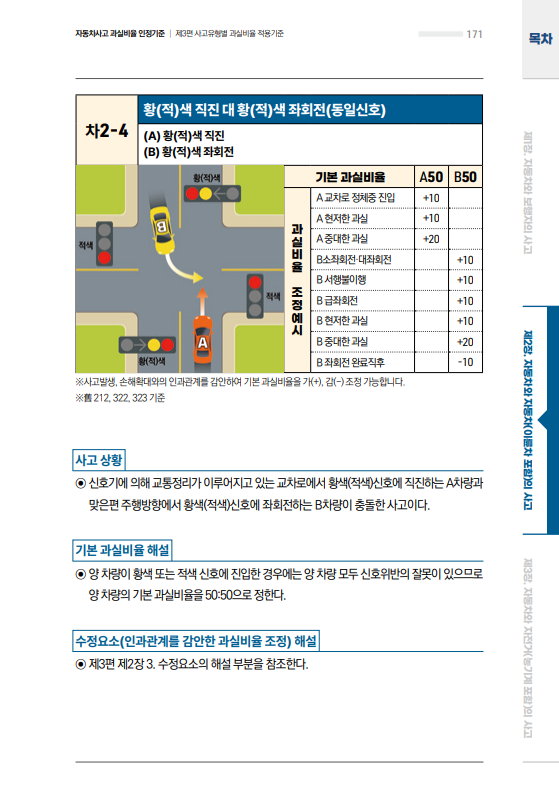 자동차사고 과실비율 인정기준 | 제3편 사고유형별 과실비율 적용기준
171
목차
차2-4
황(적)색 직진 대 황(적)색 좌회전(동일신호)
(A) 황(적)색 직진
(B) 황(적)색 좌회전
황(적)색
적색
B
적색
A
황(적)색
기본 과실비율 A50 B50
과실비율 조정예시
A 교차로 정체중 진입 +10
A 현저한 과실 +10
A 중대한 과실 +20
B소좌회전·대좌회전 +10
B 서행불이행 +10
B 급좌회전 +10
B 현저한 과실 +10
B 중대한 과실 +20
B 좌회전 완료직후 -10
※사고발생, 손해확대와의 인과관계를 감안하여 기본 과실비율을 가(+), 감(-) 조정 가능합니다.
※舊 212, 322, 323 기준
사고 상황
◉ 신호기에 의해 교통정리가 이루어지고 있는 교차로에서 황색(적색)신호에 직진하는 A차량과
맞은편 주행방향에서 황색(적색)신호에 좌회전하는 B차량이 충돌한 사고이다.
기본 과실비율 해설
◉ 양 차량이 황색 또는 적색 신호에 진입한 경우에는 양 차량 모두 신호위반의 잘못이 있으므로
양 차량의 기본 과실비율을 50:50으로 정한다.
수정요소(인과관계를 감안한 과실비율 조정) 해설
◉ 제3편 제2장 3. 수정요소의 해설 부분을 참조한다.
제1장. 자동차와 보행자의 사고
제2장. 자동차와 자동차(이륜차 포함)의 사고
제3장. 자동차와 자전거(농기계 포함)의 사고